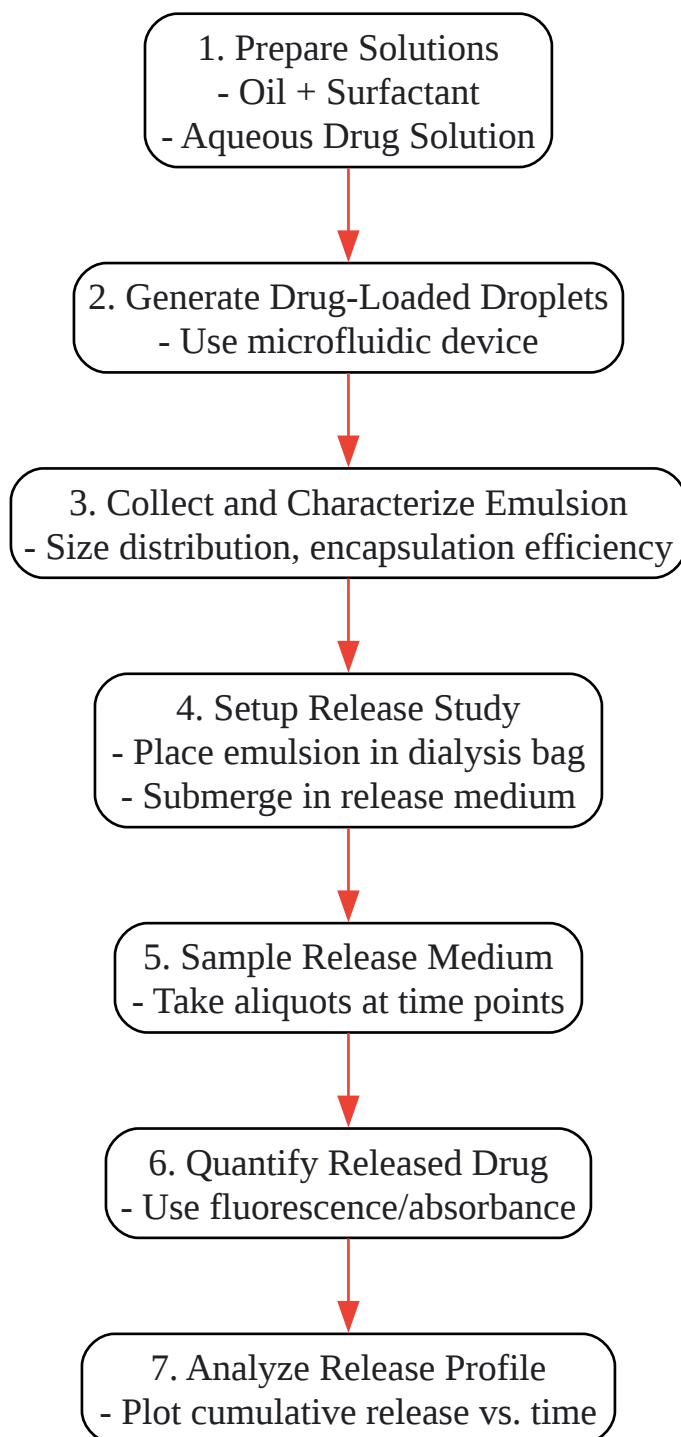 1. Prepare Solutions
- Oil + Surfactant
- Aqueous Drug Solution
2. Generate Drug-Loaded Droplets
- Use microfluidic device
3. Collect and Characterize Emulsion
- Size distribution, encapsulation efficiency
4. Setup Release Study
- Place emulsion in dialysis bag
- Submerge in release medium
5. Sample Release Medium
- Take aliquots at time points
6. Quantify Released Drug
- Use fluorescence/absorbance
7. Analyze Release Profile
- Plot cumulative release vs. time